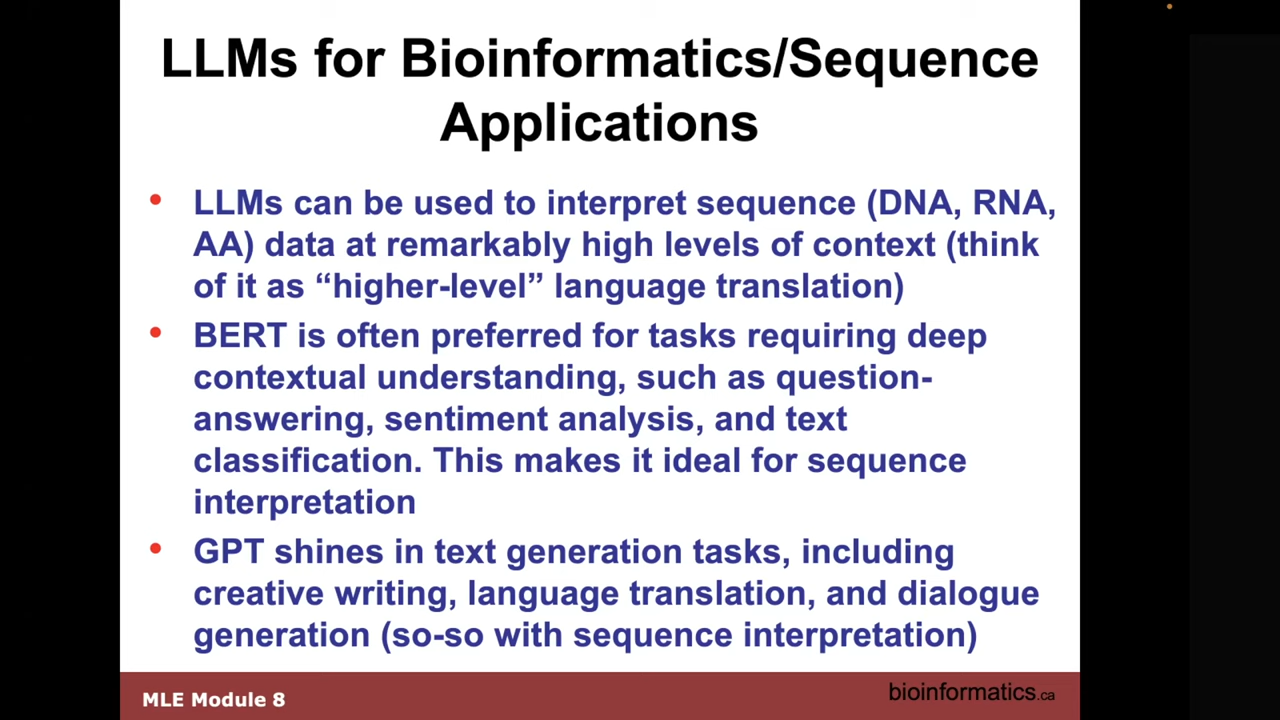 LLMs for Bioinformatics/Sequence
Applications
• LLMs can be used to interpret sequence (DNA, RNA,
AA) data at remarkably high levels of context (think
of it as “higher-level” language translation)
• BERT is often preferred for tasks requiring deep
contextual understanding, such as question-
answering, sentiment analysis, and text
classification. This makes it ideal for sequence
interpretation
• GPT shines in text generation tasks, including
creative writing, language translation, and dialogue
generation (so-so with sequence interpretation)
MLE Module 8
bioinformatics.ca